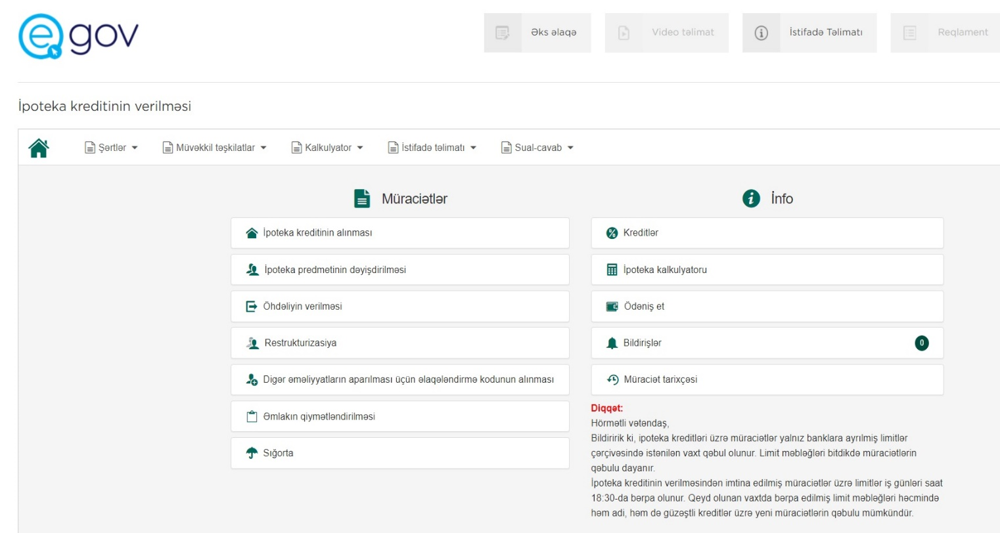 egov
Əks əlaqə
Video təlimat
İstifadə Təlimatı
Reqlament
İpoteka kreditinin verilməsi
Şərtlər
Müvəkkil təşkilatlar
Kalkulyator
İstifadə təlimatı
Sual-cavab
Müraciətlər
İpoteka kreditinin alınması
İpoteka predmetinin dəyişdirilməsi
Öhdəliyin verilməsi
Restrukturizasiya
Digər əməliyyatların aparılması üçün əlaqələndirmə kodunun alınması
Əmlakın qiymətləndirilməsi
Sığorta
İnfo
Kreditlər
İpoteka kalkulyatoru
Ödəniş et
Bildirişlər 0
Müraciət tarixçəsi
Diqqət:
Hörmətli vətəndaş,
Bildiririk ki, ipoteka kreditləri üzrə müraciətlər yalnız banklara ayrılmış limitlər
çərçivəsində istənilən vaxt qəbul olunur. Limit məbləğləri bitdikdə müraciətlərin
qəbulu dayanır.
İpoteka kreditinin verilməsindən imtina edilmiş müraciətlər üzrə limitlər iş günləri saat
18:30-da bərpa olunur. Qeyd olunan vaxtda bərpa edilmiş limit məbləğləri həcmində
həm adi, həm də güzəştli kreditlər üzrə yeni müraciətlərin qəbulu mümkündür.